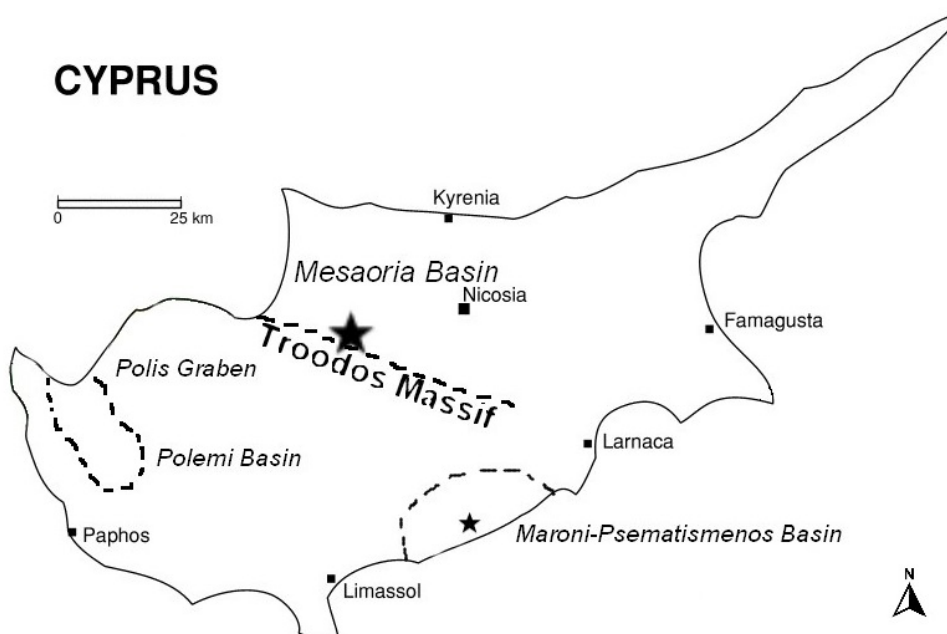 CYPRUS
0 25 km
Kyrenia
Mesaoria Basin
Nicosia
Famagusta
Troodos Massif
Polis Graben
Larnaca
Polemi Basin
Paphos
Maroni-Psematismenos Basin
Limassol
N